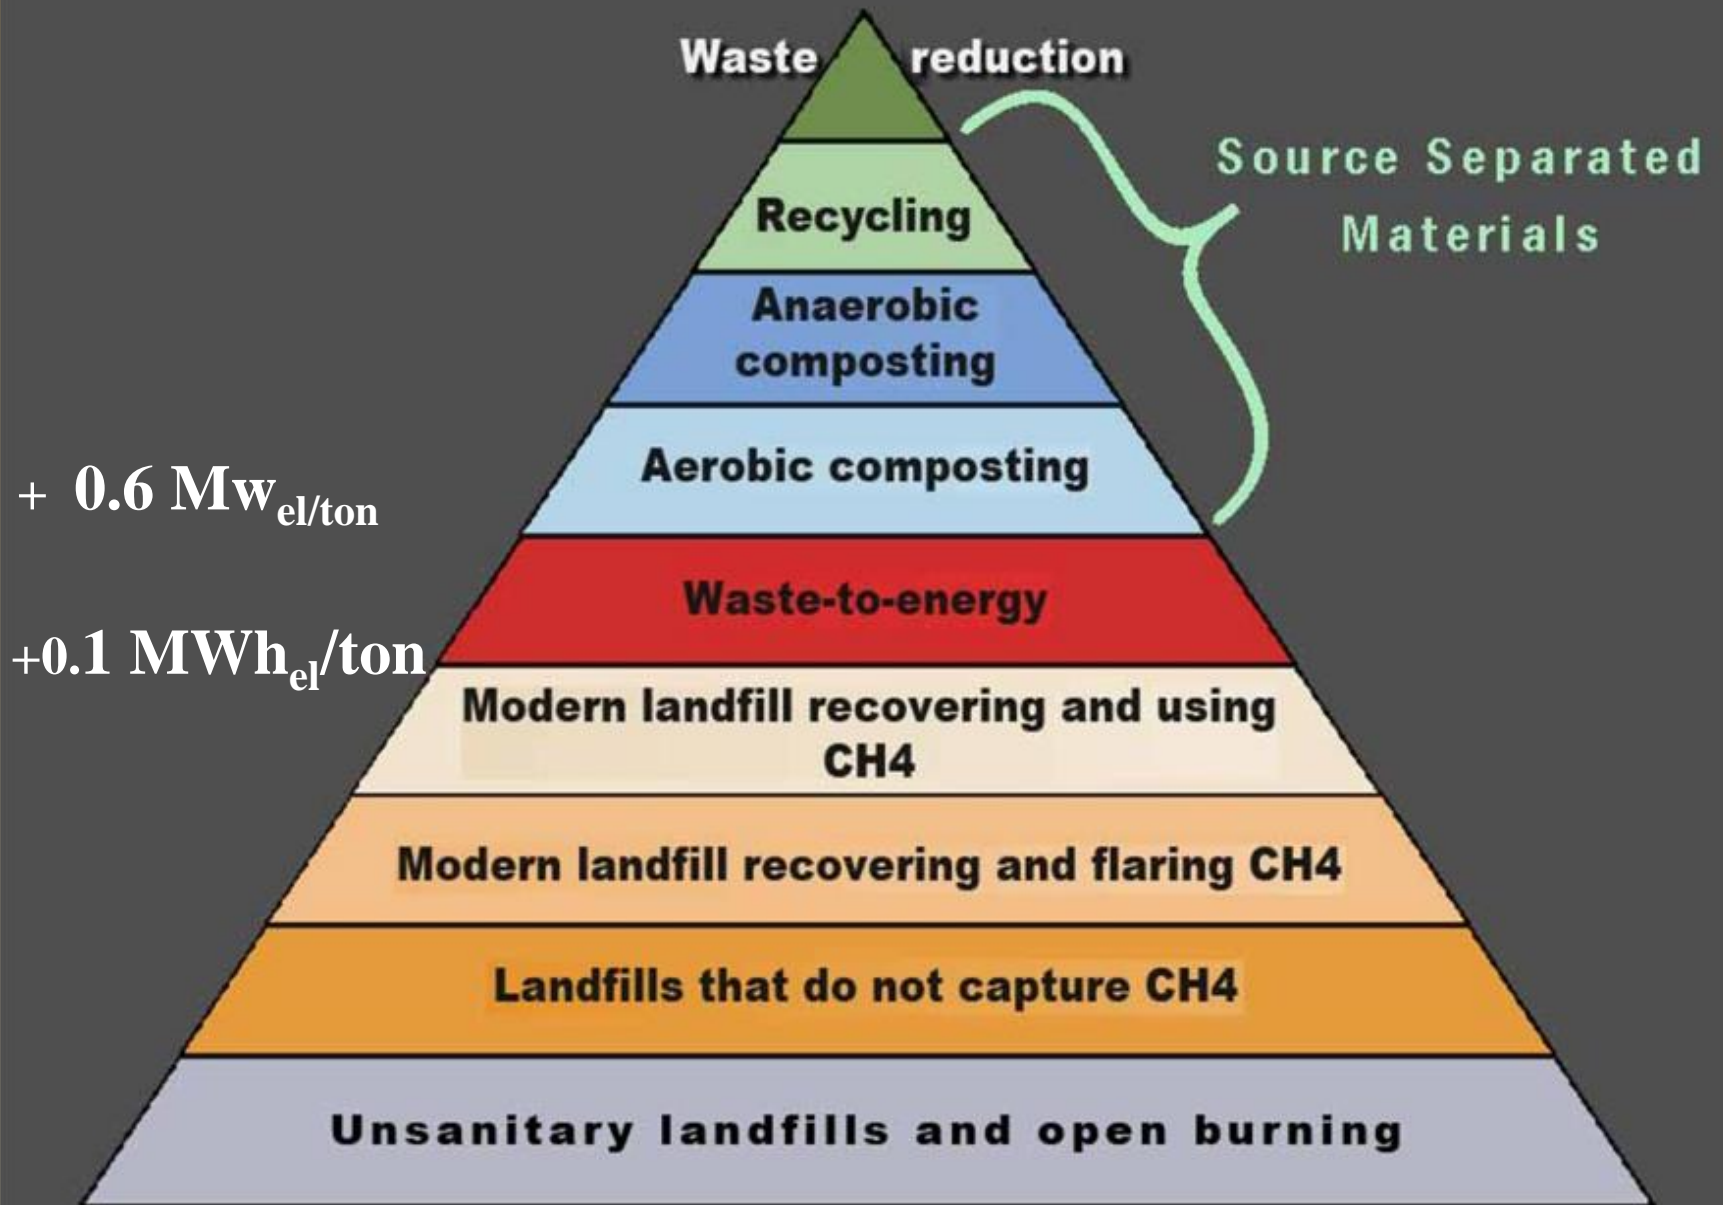 Waste reduction
Source Separated
Materials
Recycling
Anaerobic
composting
Aerobic composting
+ 0.6 Mwel/ton
Waste-to-energy
+0.1 MWhel/ton
Modern landfill recovering and using
CH4
Modern landfill recovering and flaring CH4
Landfills that do not capture CH4
Unsanitary landfills and open burning